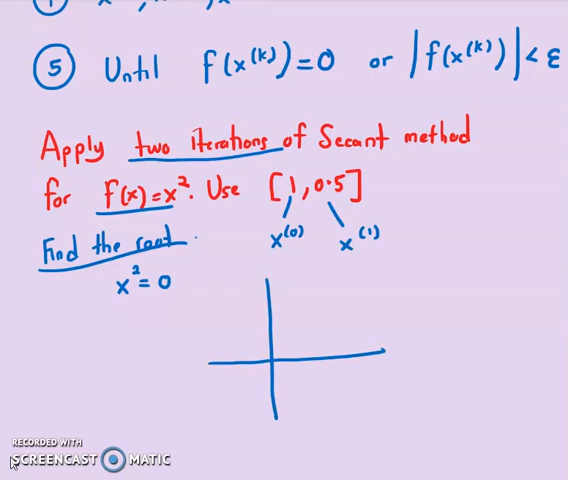 ⑤ Until f(x^(k))=0 or |f(x^(k))|<ε
Apply two iterations of Secant method
for f(x)=x². Use [1,0.5]
Find the root.
x^(0) x^(1)
x²=0
RECORDED WITH
SCREENCAST MATIC